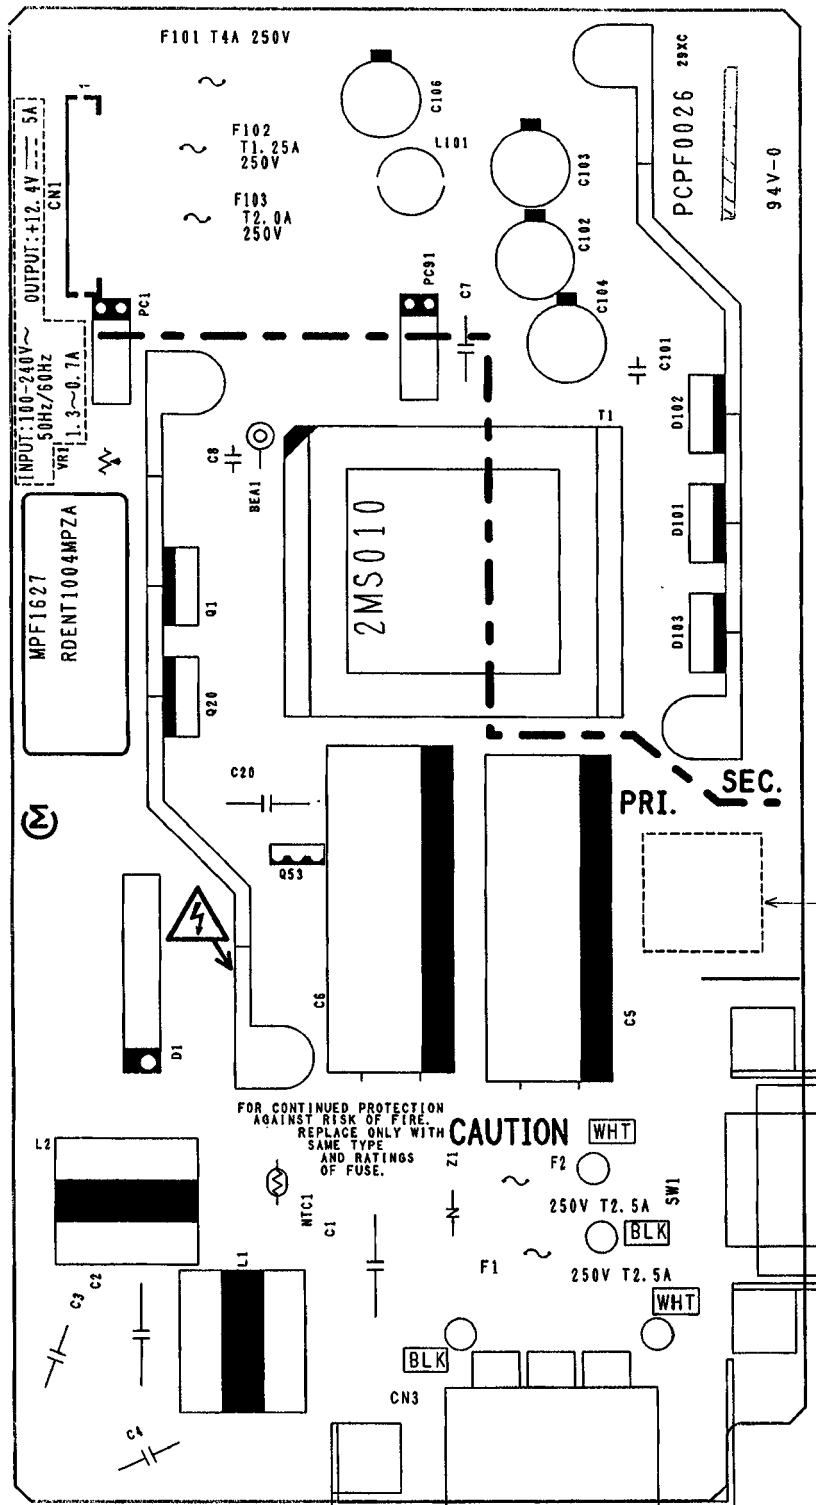 F101 T4A 250V
1
C106
29XC
PCPF0026
94V-0
INPUT:100-240V~
50Hz/60Hz
1.3~0.7A
OUTPUT:+12.4V 5A
CN1
F102
T1.25A
250V
L101
F103
T2.0A
250V
C103
C102
PC1
PC91
C7
C104
C101
VR1
C8
BEA1
T1
D102
2MS010
D101
MPF1627
RDENT1004MPZA
Q1
D103
Q20
C20
SEC.
PRI.
M
Q53
C6
C5
D1
FOR CONTINUED PROTECTION
AGAINST RISK OF FIRE.
REPLACE ONLY WITH
SAME TYPE
AND RATINGS
OF FUSE.
CAUTION
WHT
L2
Z1
F2
NTC1
SW1
250V T2.5A
C1
BLK
L1
F1
250V T2.5A
C2
C3
WHT
BLK
CN3
C4